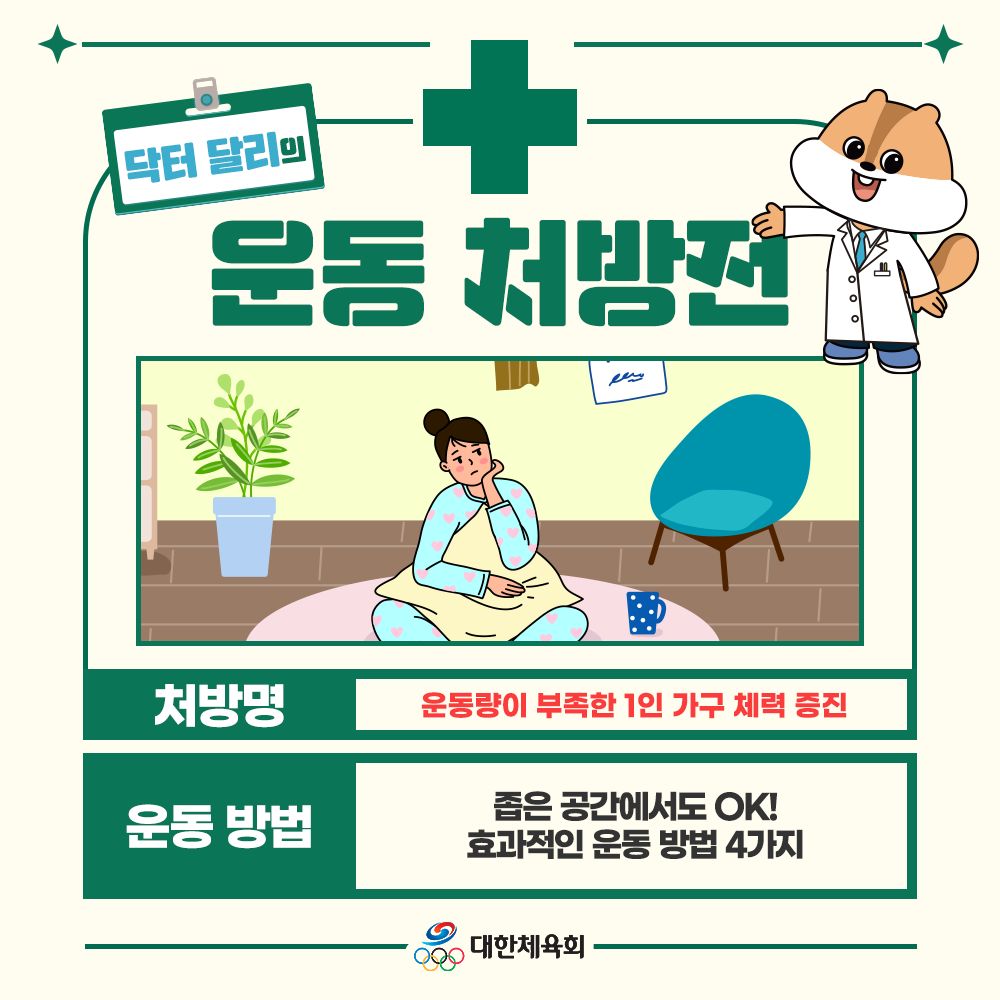 닥터 달리의
운동 처방전
처방명
운동량이 부족한 1인 가구 체력 증진
운동 방법
좁은 공간에서도 OK!
효과적인 운동 방법 4가지
대한체육회